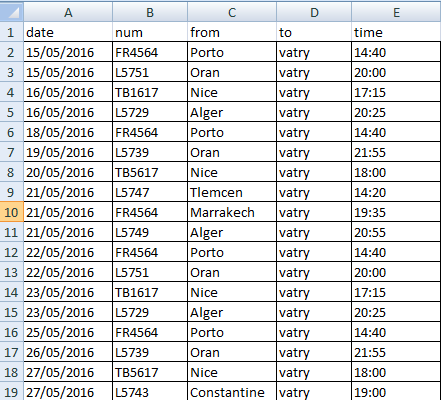 A B C D E
1 date num from to time
2 15/05/2016 FR4564 Porto vatry 14:40
3 15/05/2016 L5751 Oran vatry 20:00
4 16/05/2016 TB1617 Nice vatry 17:15
5 16/05/2016 L5729 Alger vatry 20:25
6 18/05/2016 FR4564 Porto vatry 14:40
7 19/05/2016 L5739 Oran vatry 21:55
8 20/05/2016 TB5617 Nice vatry 18:00
9 21/05/2016 L5747 Tlemcen vatry 14:20
10 21/05/2016 FR4564 Marrakech vatry 19:35
11 21/05/2016 L5749 Alger vatry 20:55
12 22/05/2016 FR4564 Porto vatry 14:40
13 22/05/2016 L5751 Oran vatry 20:00
14 23/05/2016 TB1617 Nice vatry 17:15
15 23/05/2016 L5729 Alger vatry 20:25
16 25/05/2016 FR4564 Porto vatry 14:40
17 26/05/2016 L5739 Oran vatry 21:55
18 27/05/2016 TB5617 Nice vatry 18:00
19 27/05/2016 L5743 Constantine vatry 19:00